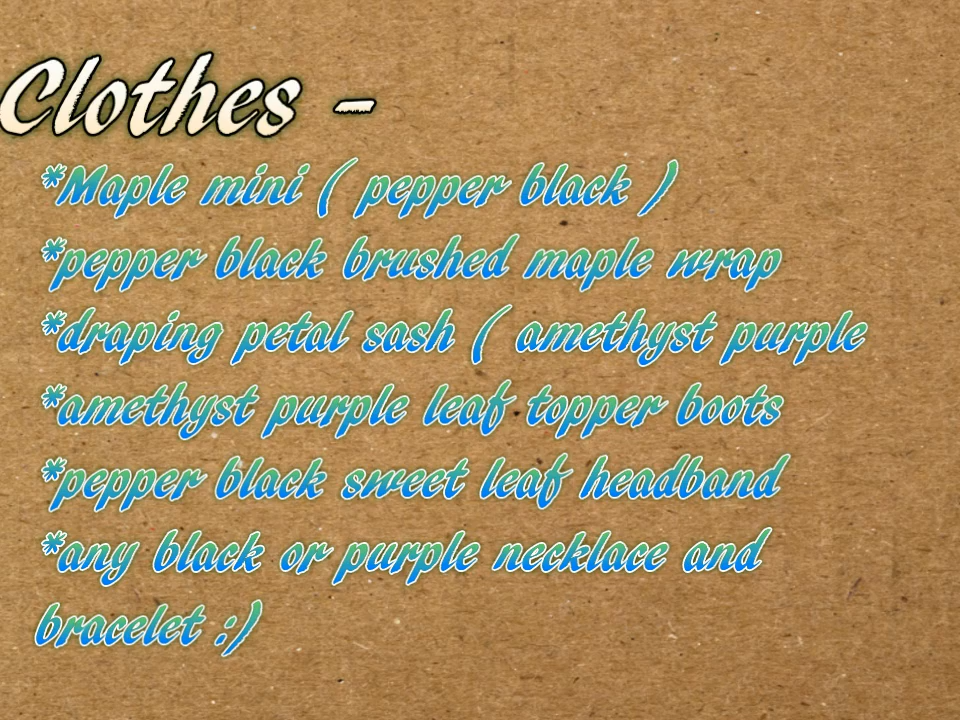 Clothes -
*Maple mini ( pepper black )
*pepper black brushed maple wrap
*draping petal sash ( amethyst purple
*amethyst purple leaf topper boots
*pepper black sweet leaf headband
*any black or purple necklace and
bracelet :)